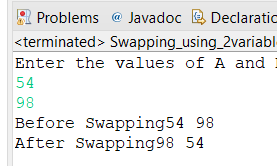 Problems @ Javadoc Declaratio
<terminated> Swapping_using_2variabl
Enter the values of A and
54
98
Before Swapping54 98
After Swapping98 54